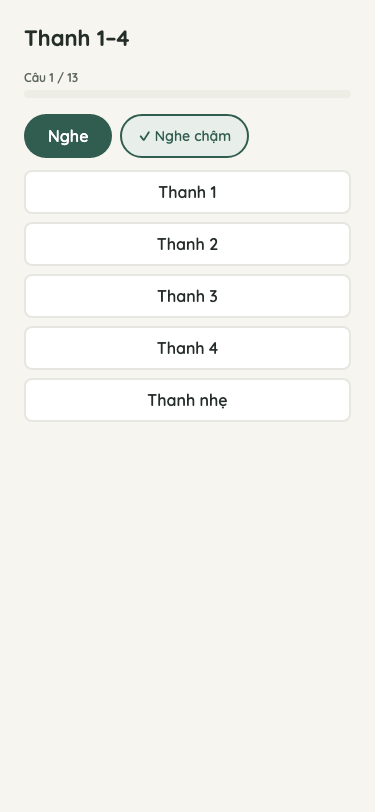 Thanh 1–4
Câu 1 / 13
Nghe
✓ Nghe chậm
Thanh 1
Thanh 2
Thanh 3
Thanh 4
Thanh nhẹ